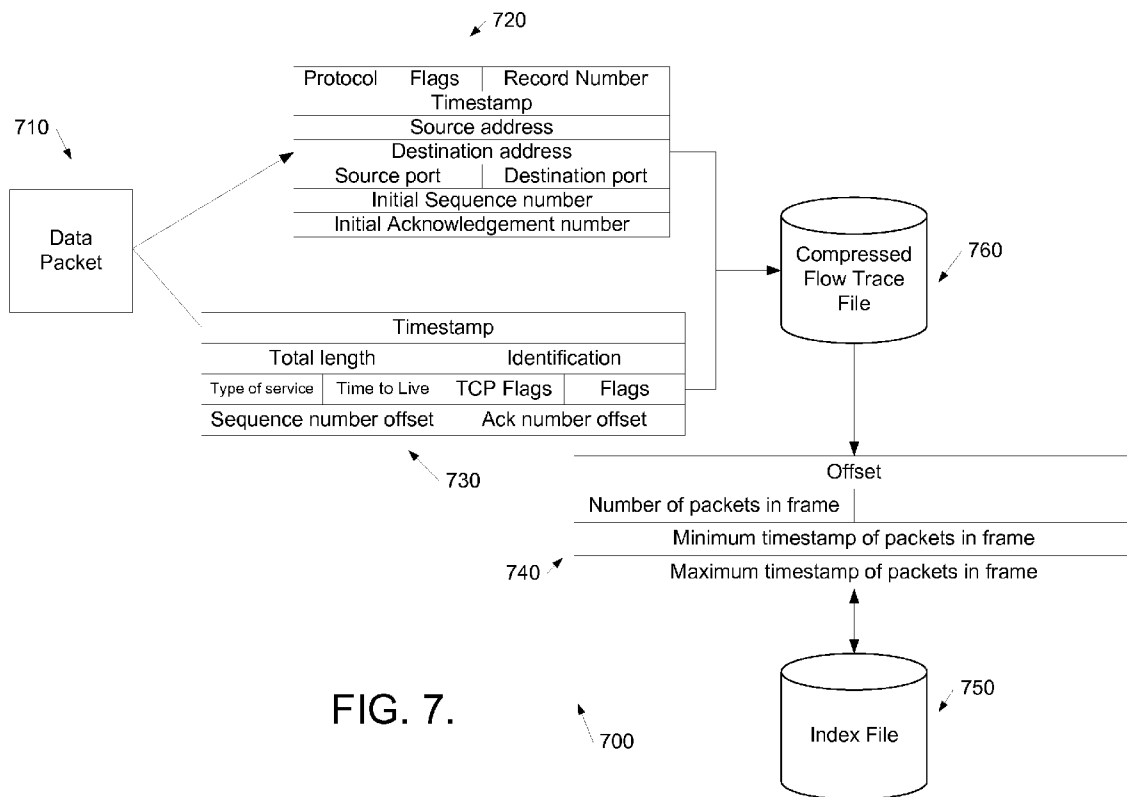 720
Protocol Flags Record Number
Timestamp
Source address
Destination address
Source port Destination port
Initial Sequence number
Initial Acknowledgement number
710
Data
Packet
Compressed
Flow Trace
File
760
Timestamp
Total length Identification
Type of service Time to Live TCP Flags Flags
Sequence number offset Ack number offset
730
Offset
Number of packets in frame
Minimum timestamp of packets in frame
740
Maximum timestamp of packets in frame
FIG. 7.
700
Index File
750